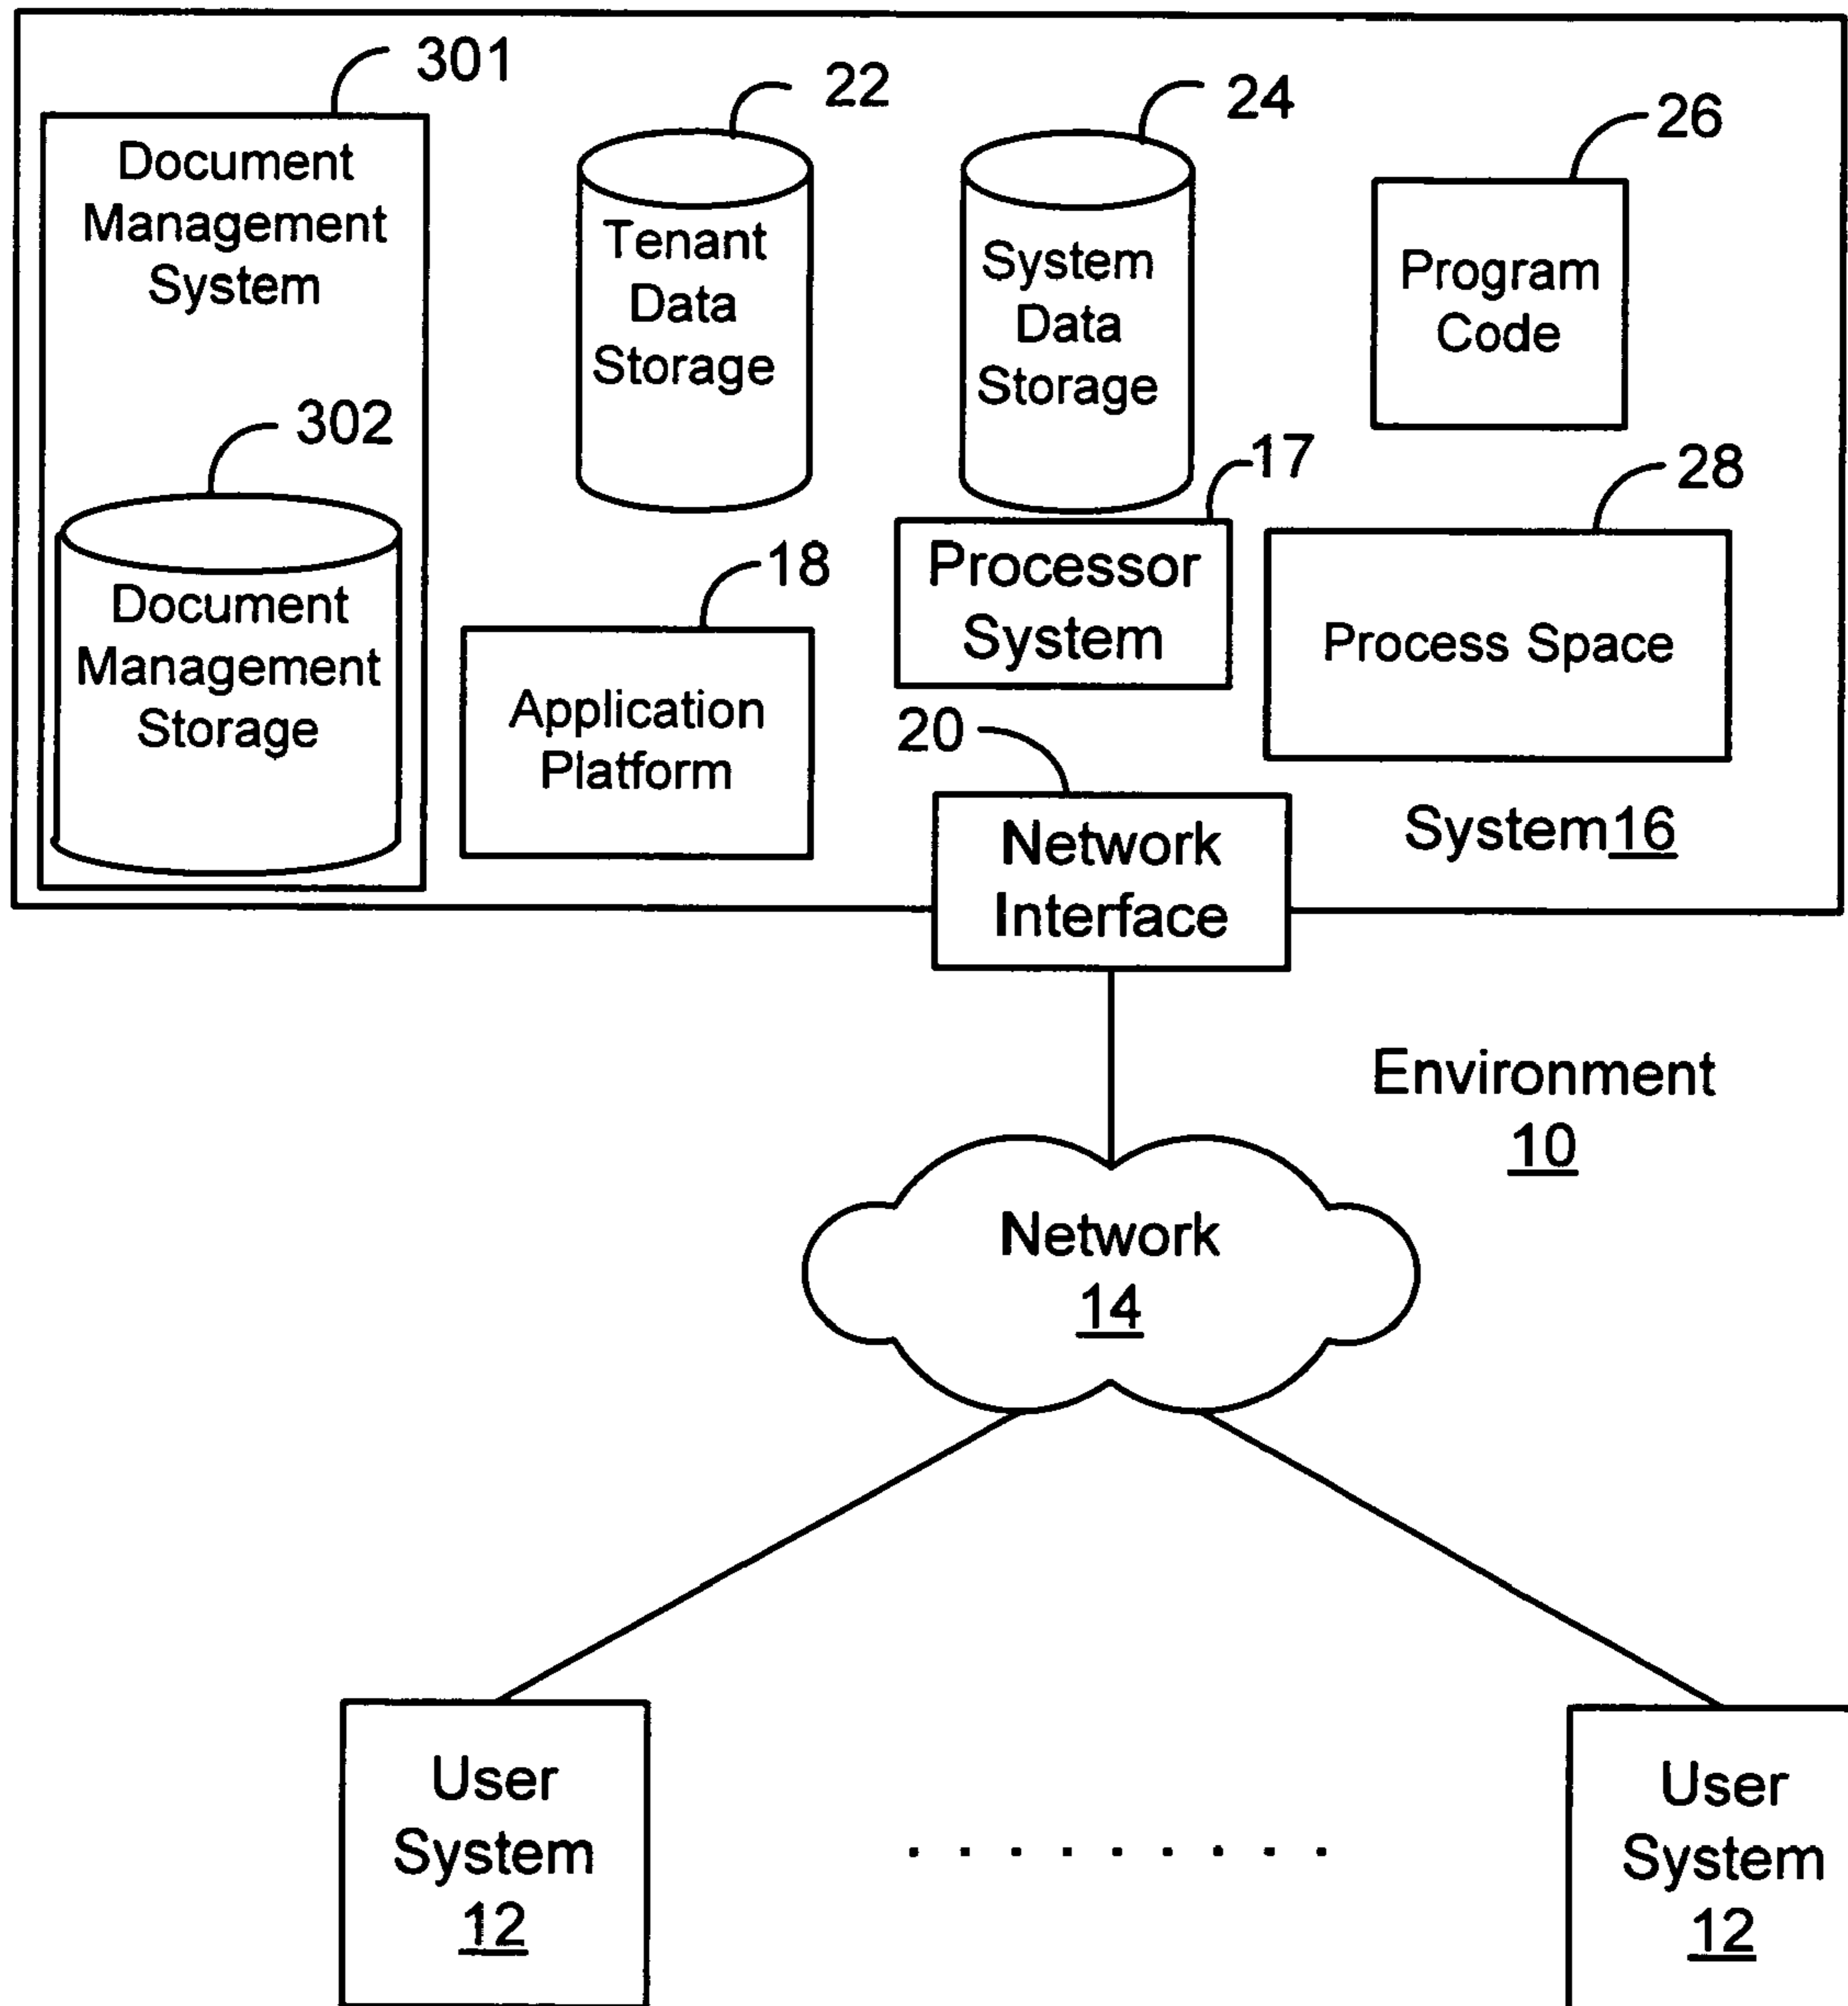 301
22
24
26
Document
Management
System
Tenant
Data
Storage
System
Data
Storage
Program
Code
302
17
28
Document
Management
Storage
18
Application
Platform
Processor
System
Process Space
20
Network
Interface
System16
Environment
10
Network
14
User
System
12
. . . . . . . . .
User
System
12